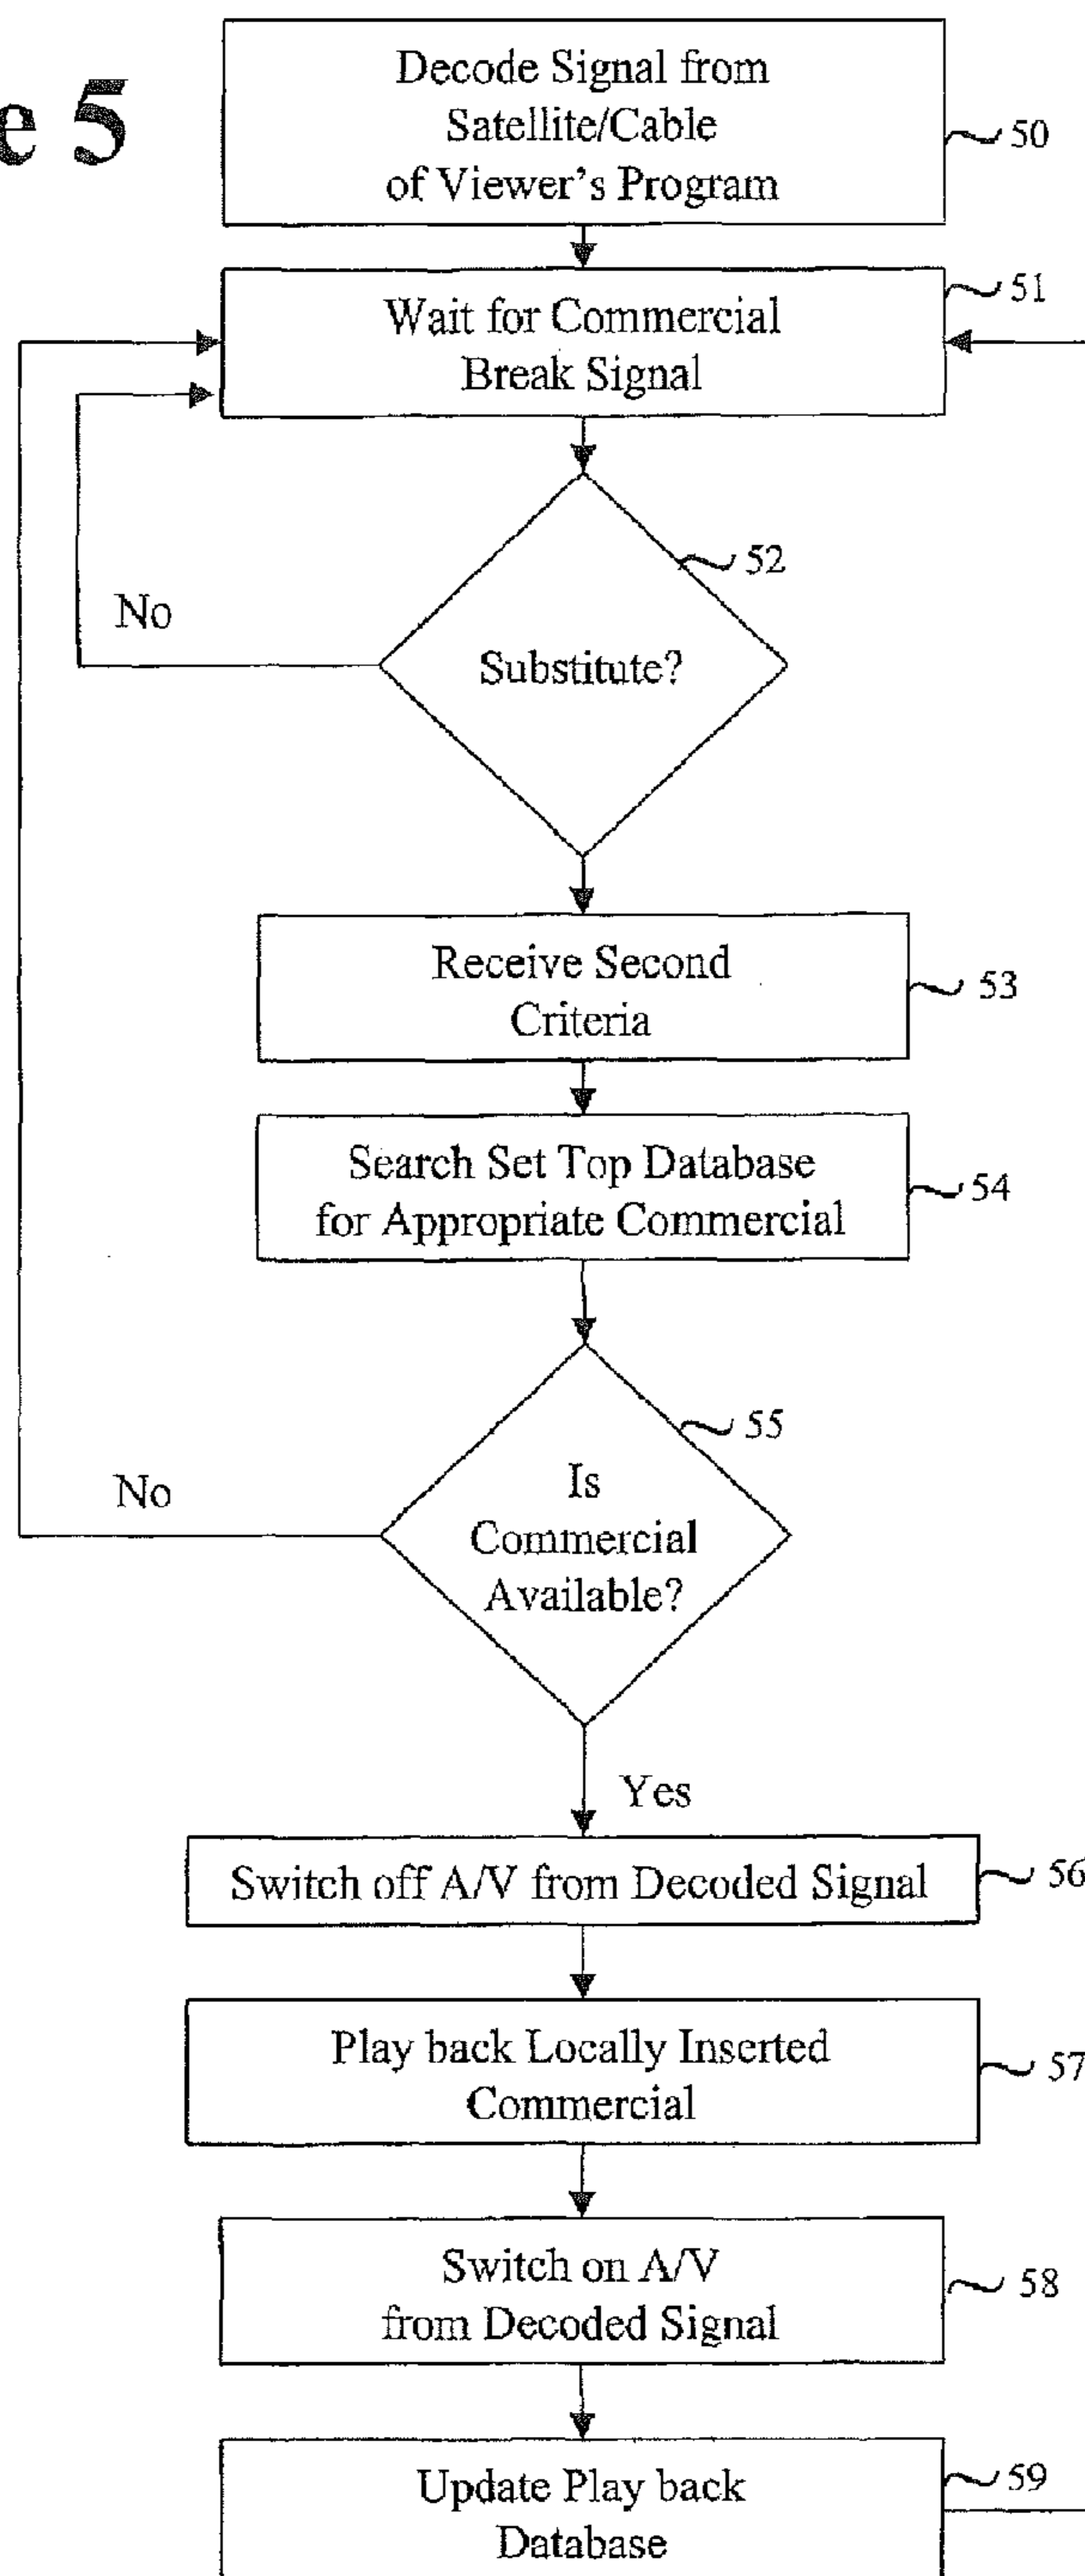 e 5
Decode Signal from
Satellite/Cable
of Viewer's Program
50
Wait for Commercial
Break Signal
51
52
No
Substitute?
Receive Second
Criteria
53
Search Set Top Database
for Appropriate Commercial
54
55
No
Is
Commercial
Available?
Yes
Switch off A/V from Decoded Signal
56
Play back Locally Inserted
Commercial
57
Switch on A/V
from Decoded Signal
58
Update Play back
Database
59